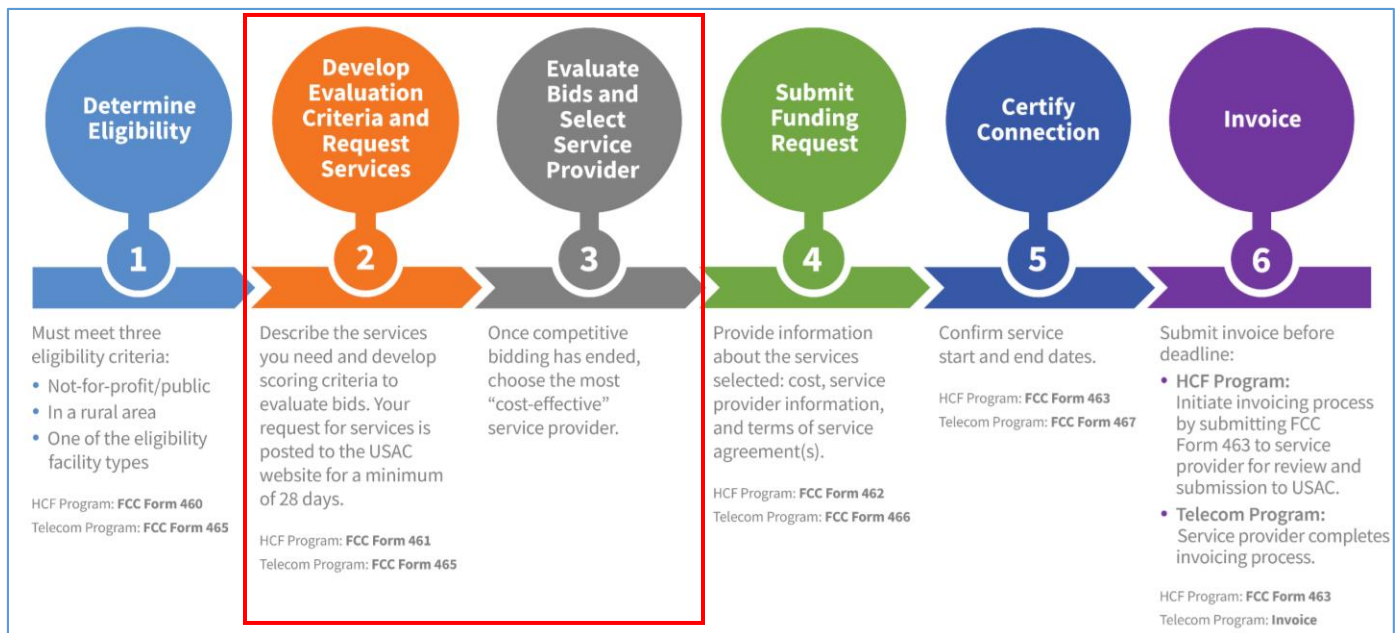 Determine
Eligibility
1
Must meet three
eligibility criteria:
• Not-for-profit/public
• In a rural area
• One of the eligibility
facility types
HCF Program: FCC Form 460
Telecom Program: FCC Form 465
Develop
Evaluation
Criteria and
Request
Services
2
Describe the services
you need and develop
scoring criteria to
evaluate bids. Your
request for services is
posted to the USAC
website for a minimum
of 28 days.
HCF Program: FCC Form 461
Telecom Program: FCC Form 465
Evaluate
Bids and
Select
Service
Provider
3
Once competitive
bidding has ended,
choose the most
“cost-effective”
service provider.
Submit
Funding
Request
4
Provide information
about the services
selected: cost, service
provider information,
and terms of service
agreement(s).
HCF Program: FCC Form 462
Telecom Program: FCC Form 466
Certify
Connection
5
Confirm service
start and end dates.
HCF Program: FCC Form 463
Telecom Program: FCC Form 467
Invoice
6
Submit invoice before
deadline:
• HCF Program:
Initiate invoicing process
by submitting FCC
Form 463 to service
provider for review and
submission to USAC.
• Telecom Program:
Service provider completes
invoicing process.
HCF Program: FCC Form 463
Telecom Program: Invoice